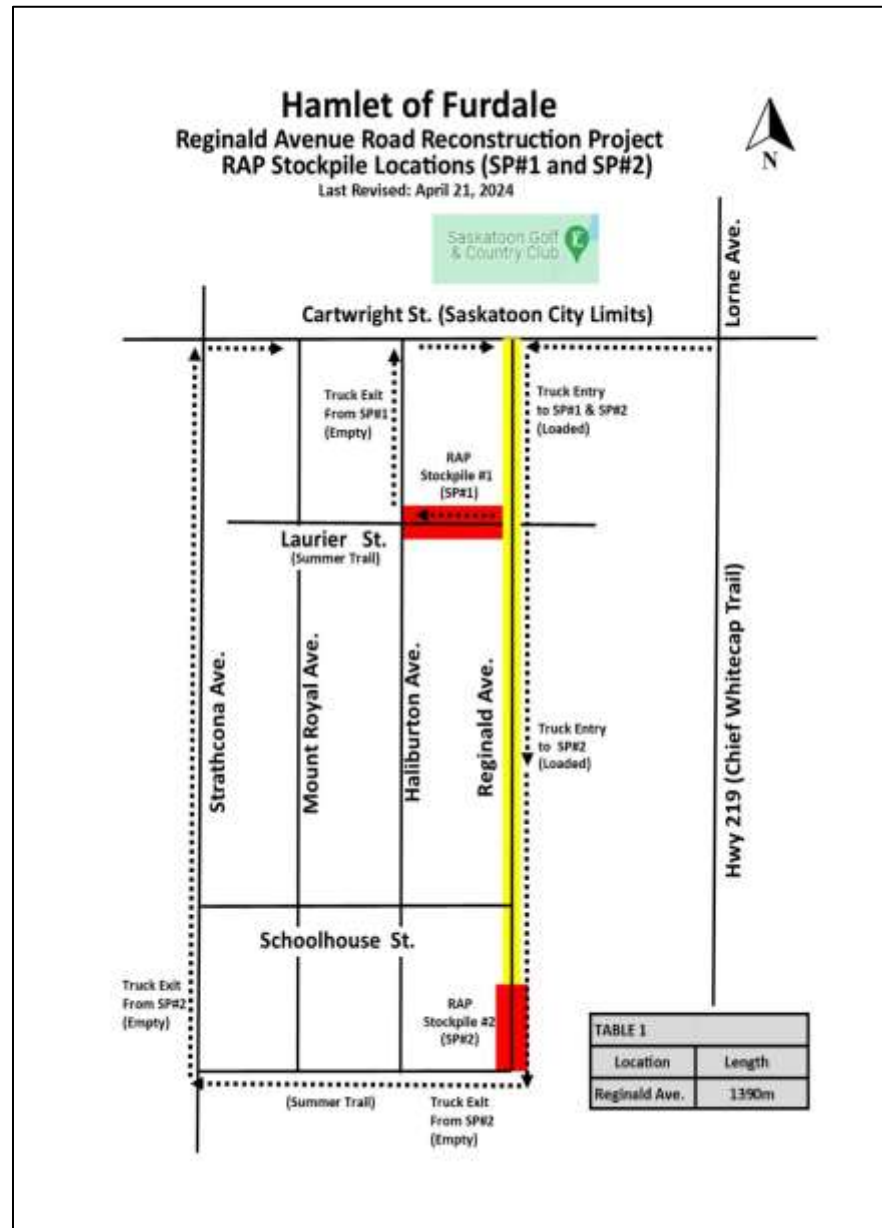 Hamlet of Furdale
Reginald Avenue Road Reconstruction Project
RAP Stockpile Locations (SP#1 and SP#2)
Last Revised: April 21, 2024
N
Saskatoon Golf
& Country Club
Lorne Ave.
Cartwright St. (Saskatoon City Limits)
Truck Exit
From SP#1
(Empty)
Truck Entry
to SP#1 & SP#2
(Loaded)
RAP
Stockpile #1
(SP#1)
Laurier St.
(Summer Trail)
Strathcona Ave.
Mount Royal Ave.
Haliburton Ave.
Reginald Ave.
Truck Entry
to SP#2
(Loaded)
Hwy 219 (Chief Whitecap Trail)
Schoolhouse St.
Truck Exit
From SP#2
(Empty)
RAP
Stockpile #2
(SP#2)
(Summer Trail)
Truck Exit
From SP#2
(Empty)
TABLE 1
Location Length
Reginald Ave. 1390m